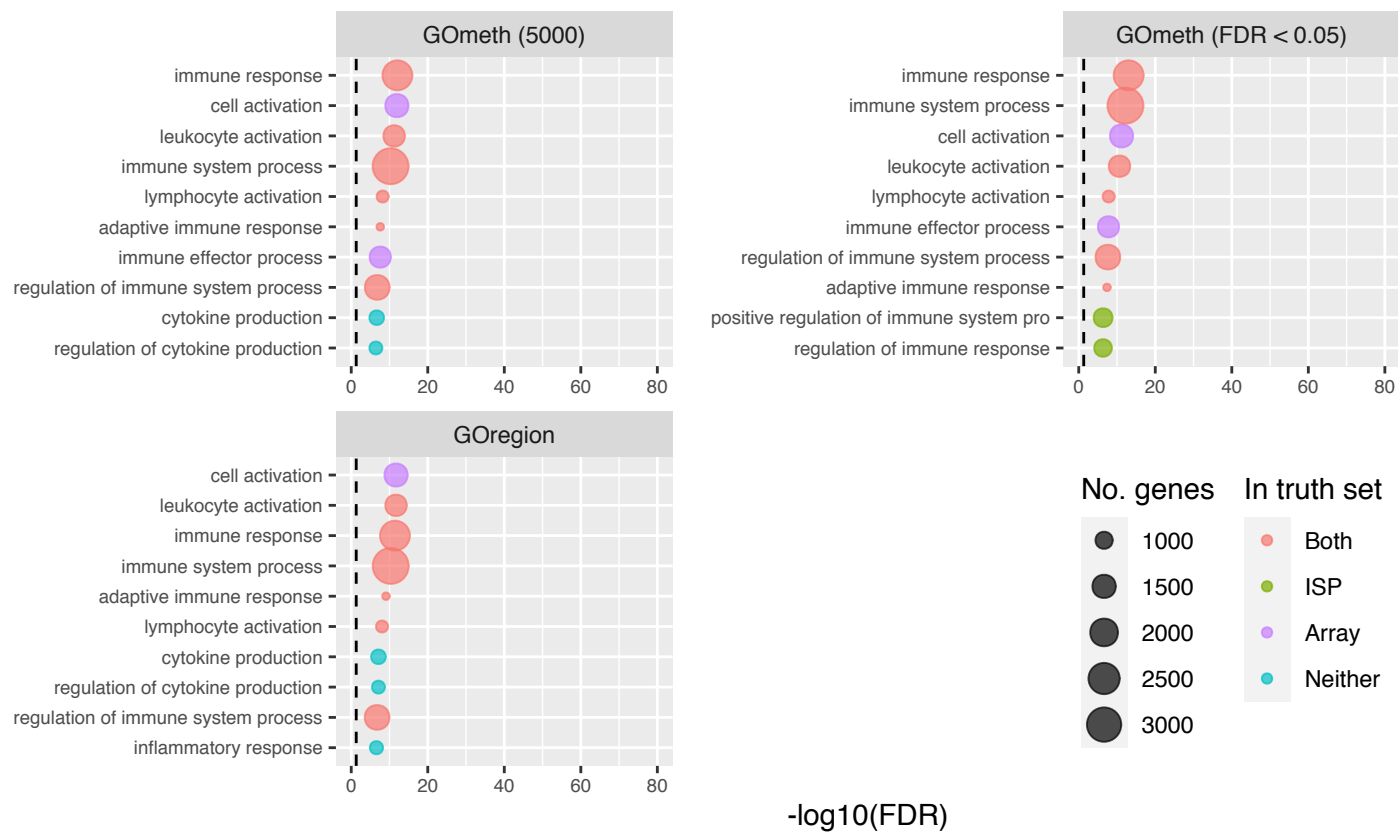 GOmeth (5000)
immune response
cell activation
leukocyte activation
immune system process
lymphocyte activation
adaptive immune response
immune effector process
regulation of immune system process
cytokine production
regulation of cytokine production
0 20 40 60 80
GOmeth (FDR < 0.05)
immune response
immune system process
cell activation
leukocyte activation
lymphocyte activation
immune effector process
regulation of immune system process
adaptive immune response
positive regulation of immune system pro
regulation of immune response
0 20 40 60 80
GOregion
cell activation
leukocyte activation
immune response
immune system process
adaptive immune response
lymphocyte activation
cytokine production
regulation of cytokine production
regulation of immune system process
inflammatory response
0 20 40 60 80
No. genes
1000
1500
2000
2500
3000
In truth set
Both
ISP
Array
Neither
-log10(FDR)